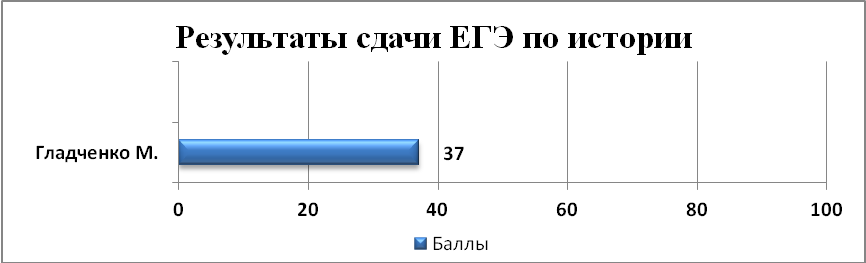 Результаты сдачи ЕГЭ по истории
Гладченко М.
37
0 20 40 60 80 100
Баллы